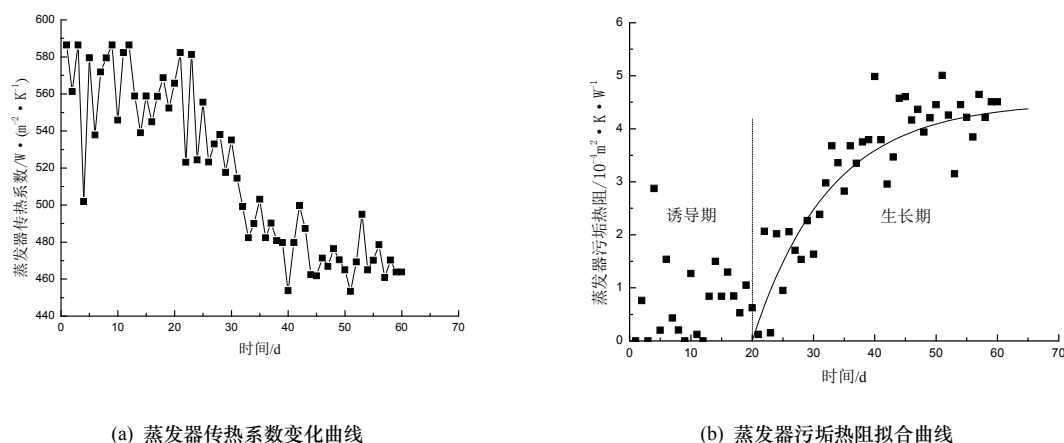 600
580
560
540
520
500
480
460
440
0 10 20 30 40 50 60 70
蒸发器传热系数/W·(m⁻²·K⁻¹)
时间/d
6
5
4
3
2
1
0
0 10 20 30 40 50 60 70
蒸发器污垢热阻/10⁻⁴m²·K·W⁻¹
诱导期
生长期
时间/d
(a) 蒸发器传热系数变化曲线
(b) 蒸发器污垢热阻拟合曲线